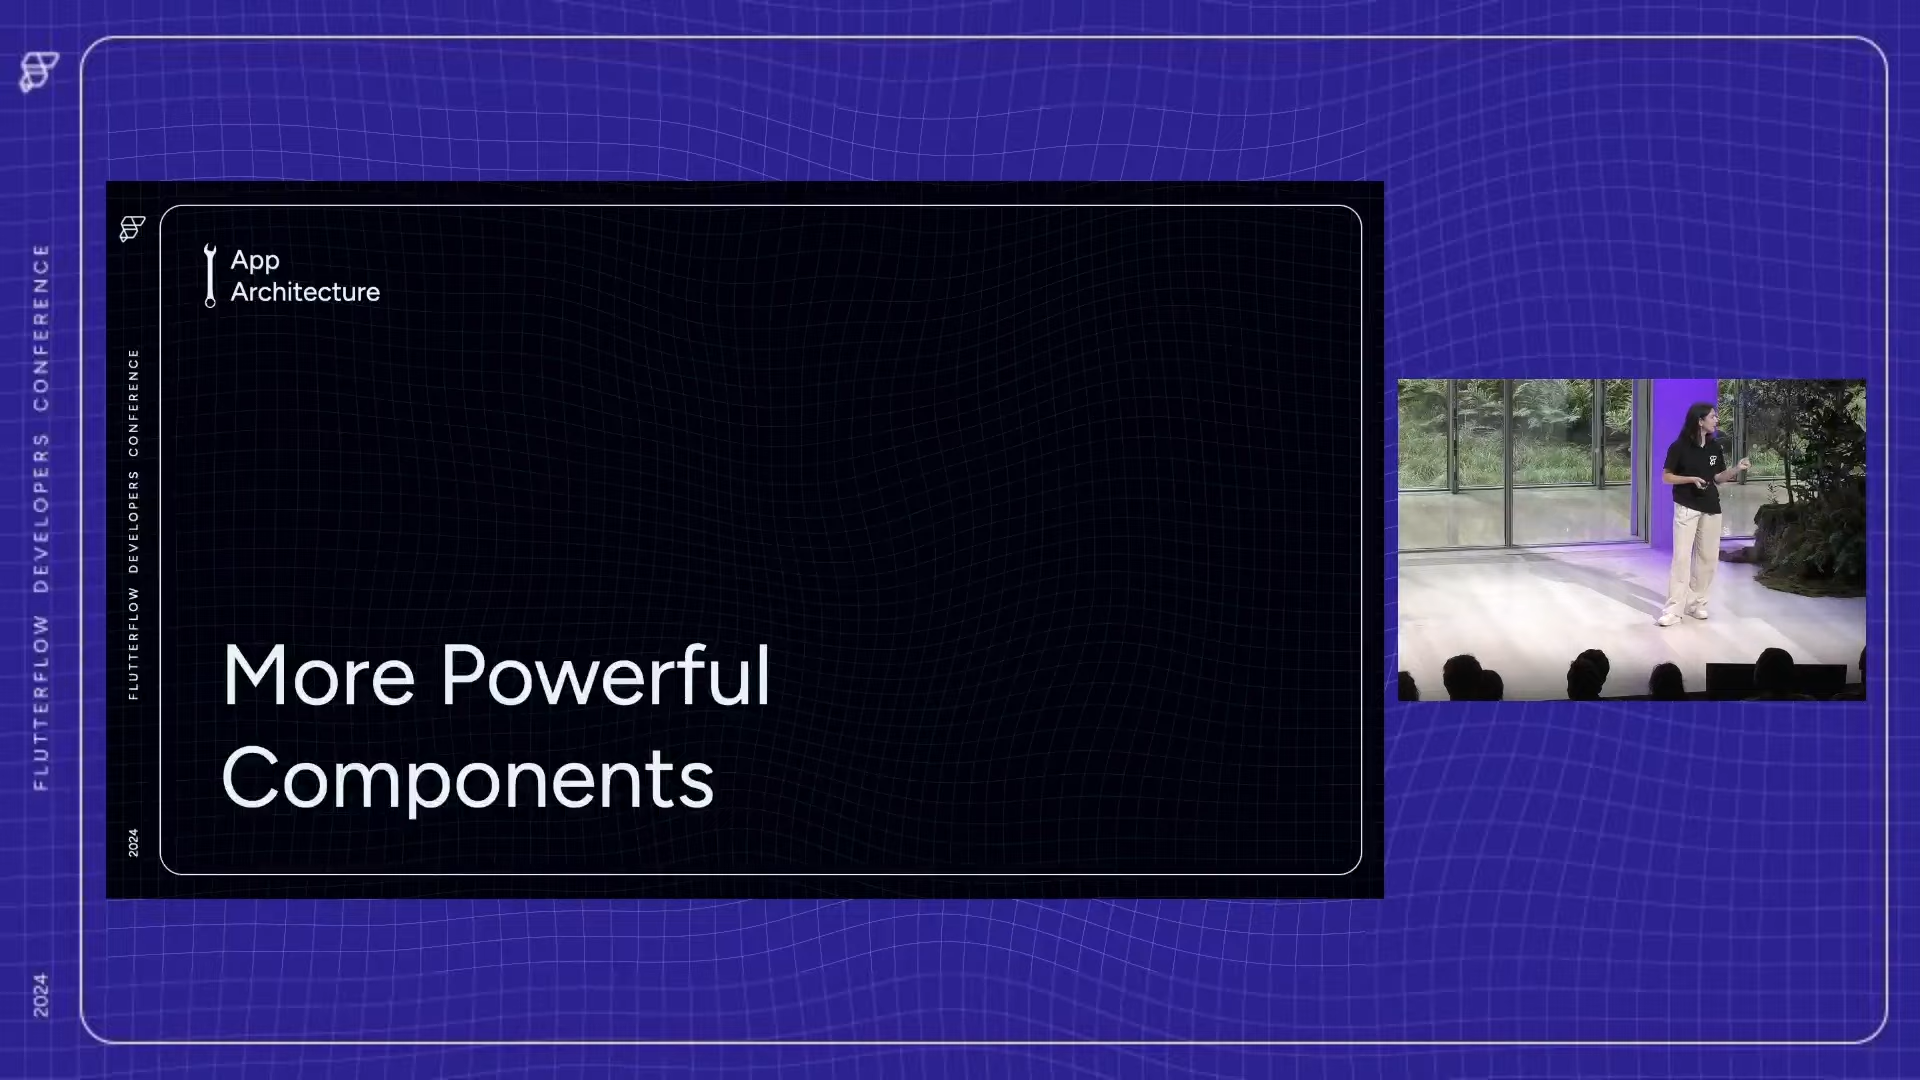 FLUTTERFLOW DEVELOPERS CONFERENCE
2024
App
Architecture
FLUTTERFLOW DEVELOPERS CONFERENCE
2024
More Powerful
Components